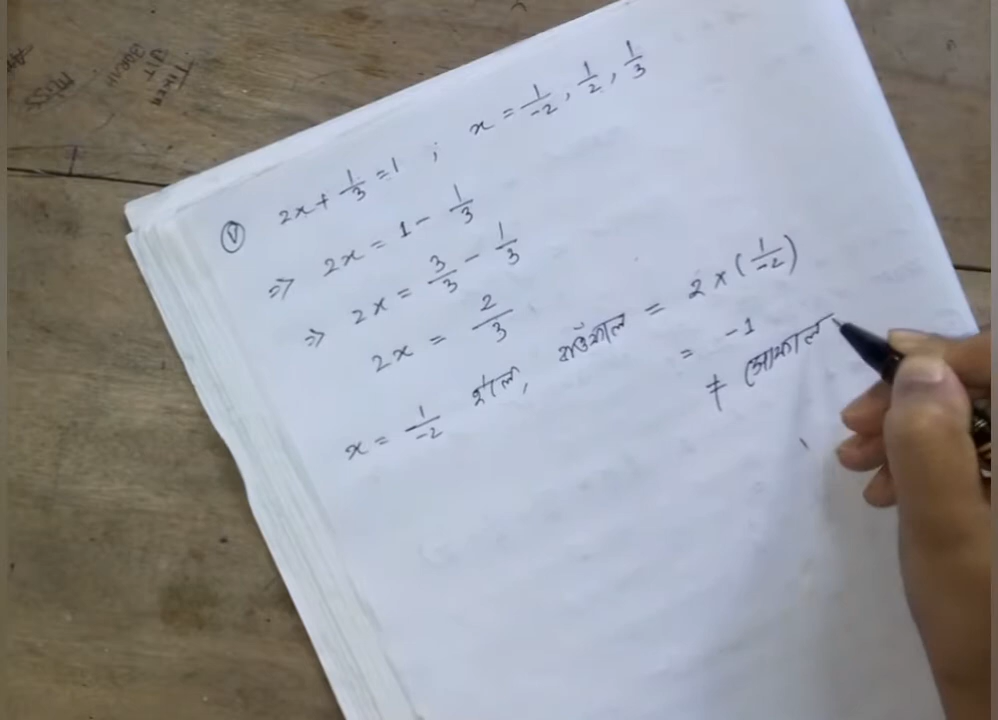 (v) 2x + 1/3 = 1 ; x = 1/-2, 1/2, 1/3
⇒ 2x = 1 - 1/3
⇒ 2x = 3/3 - 1/3
2x = 2/3
x = 1/-2 হলে, বাওঁফাল = 2 × (1/-2)
= -1
≠ সোফাল